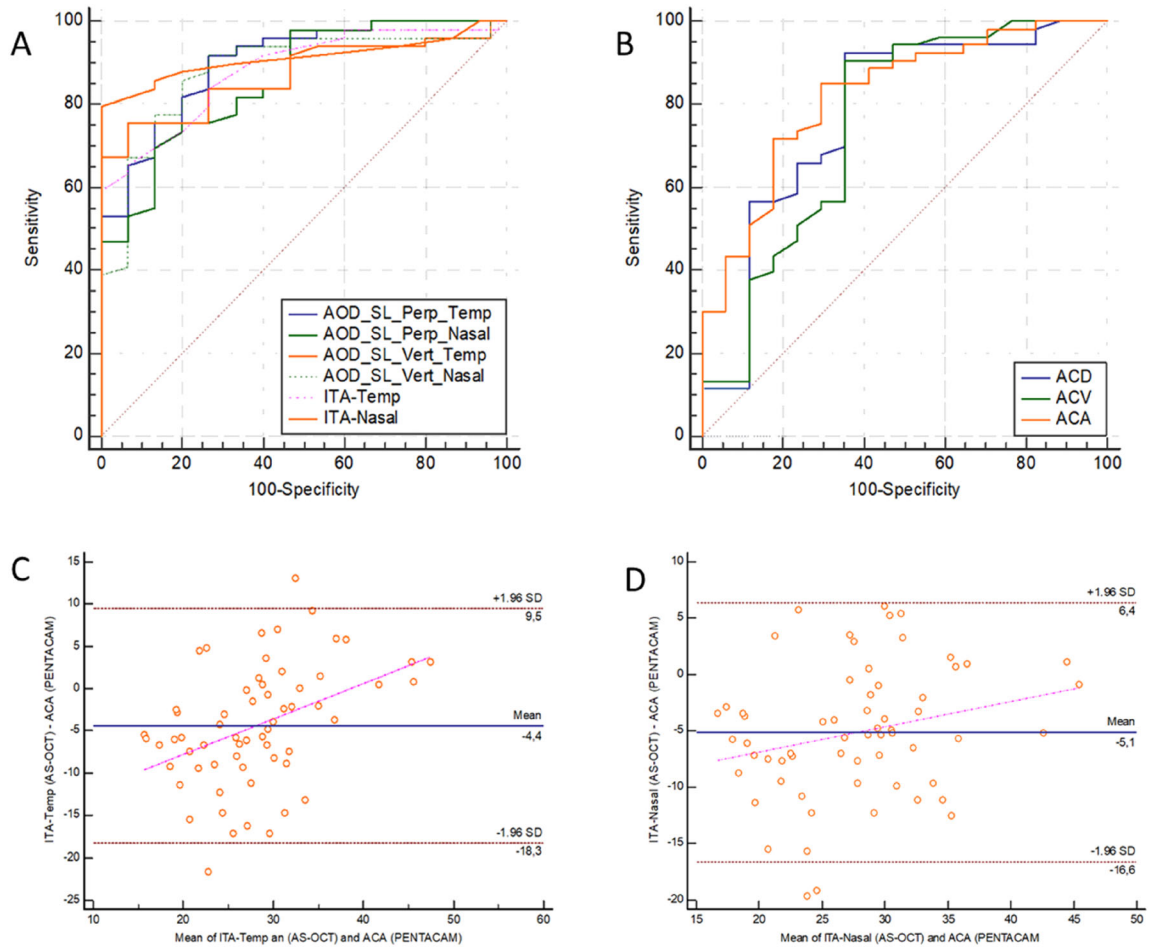 A
Sensitivity
100
80
60
40
20
0
AOD_SL_Perp_Temp
AOD_SL_Perp_Nasal
AOD_SL_Vert_Temp
AOD_SL_Vert_Nasal
ITA-Temp
ITA-Nasal
0 20 40 60 80 100
100-Specificity
B
Sensitivity
100
80
60
40
20
0
ACD
ACV
ACA
0 20 40 60 80 100
100-Specificity
C
ITA-Temp (AS-OCT) - ACA (PENTACAM)
15
10
5
0
-5
-10
-15
-20
-25
+1.96 SD
9,5
Mean
-4,4
-1.96 SD
-18,3
10 20 30 40 50 60
Mean of ITA-Temp an (AS-OCT) and ACA (PENTACAM)
D
ITA-Nasal (AS-OCT) - ACA (PENTACAM)
10
5
0
-5
-10
-15
-20
+1.96 SD
6,4
Mean
-5,1
-1.96 SD
-16,6
15 20 25 30 35 40 45 50
Mean of ITA-Nasal (AS-OCT) and ACA (PENTACAM